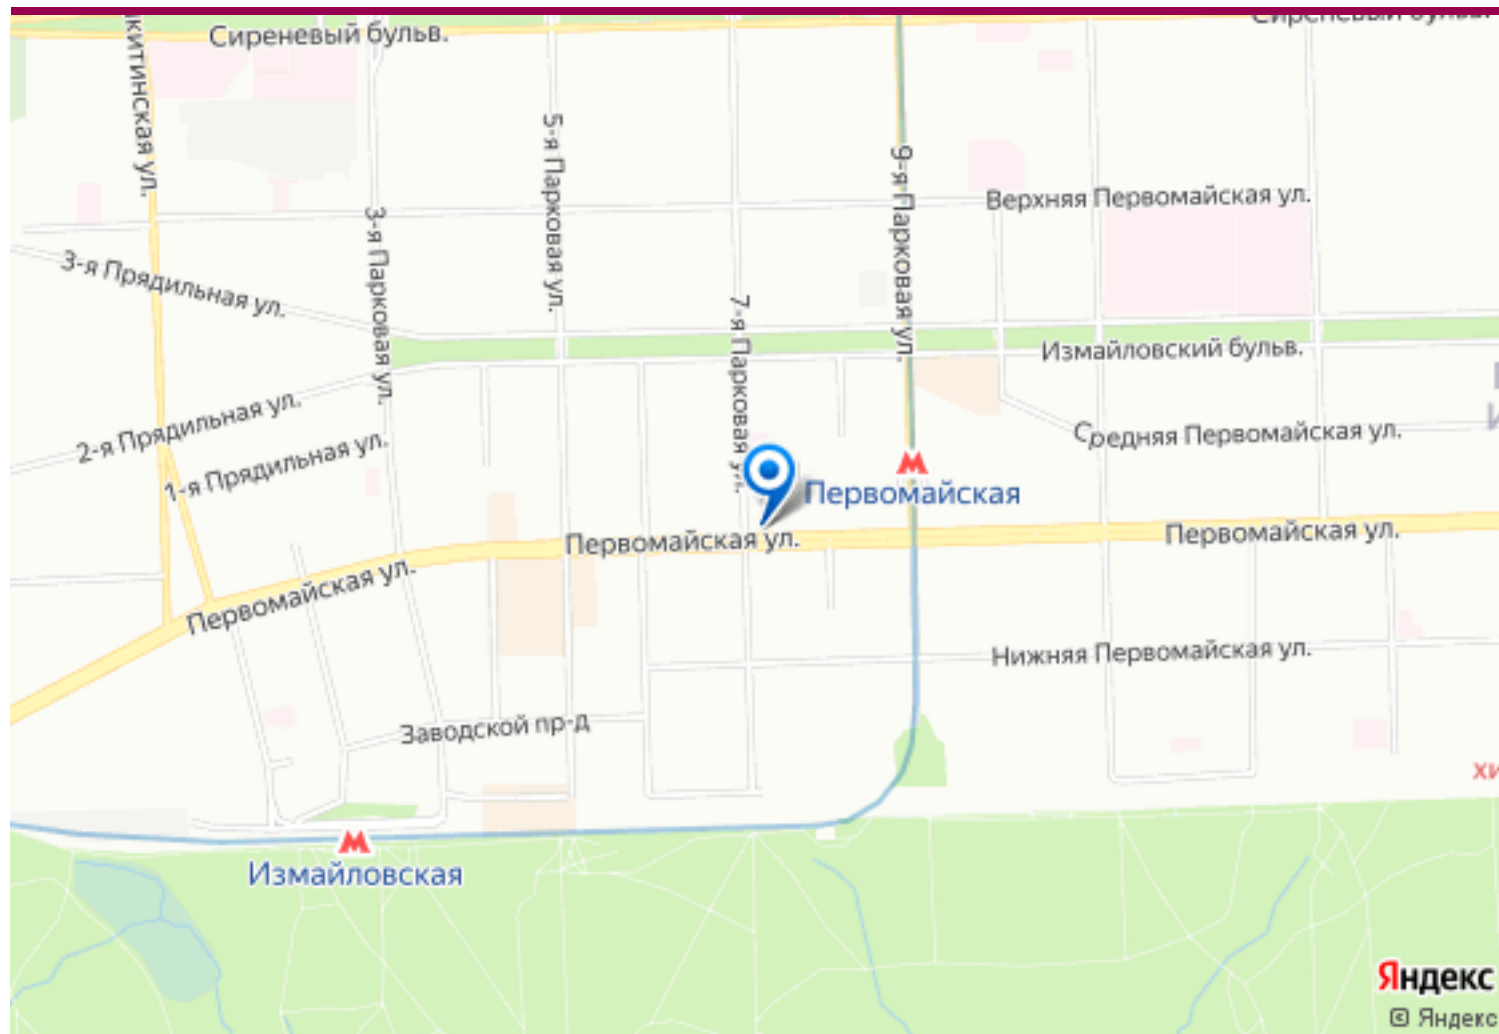 Сиреневый бульв.
5-я Парковая ул.
9-я Парковая ул.
Верхняя Первомайская ул.
3-я Парковая ул.
3-я Прядильная ул.
7-я Парковая ул.
Измайловский бульв.
2-я Прядильная ул.
1-я Прядильная ул.
Средняя Первомайская ул.
Первомайская
Первомайская ул.
Первомайская ул.
Первомайская ул.
Нижняя Первомайская ул.
Заводской пр-д
Измайловская
Яндекс
© Яндекс